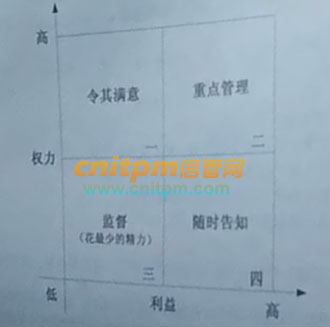 高
令其满意
重点管理
一
二
权力
cnitpm信管网
www.cnitpm.com
监督
(花最少的精力)
随时告知
三
四
低
利益
高